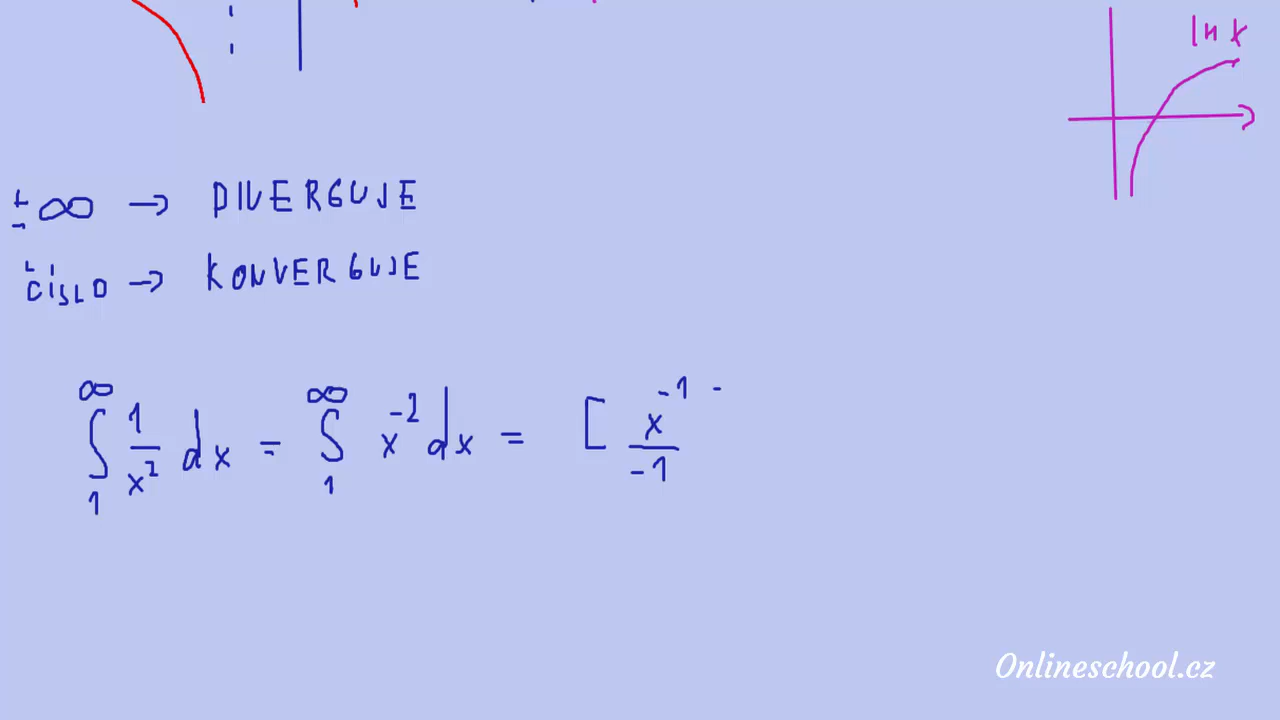 ln x
±∞ → DIVERGUJE
číslo → KONVERGUJE
∞∫1 1/x² dx = ∞∫1 x⁻² dx = [ x⁻¹/-1
Onlineschool.cz